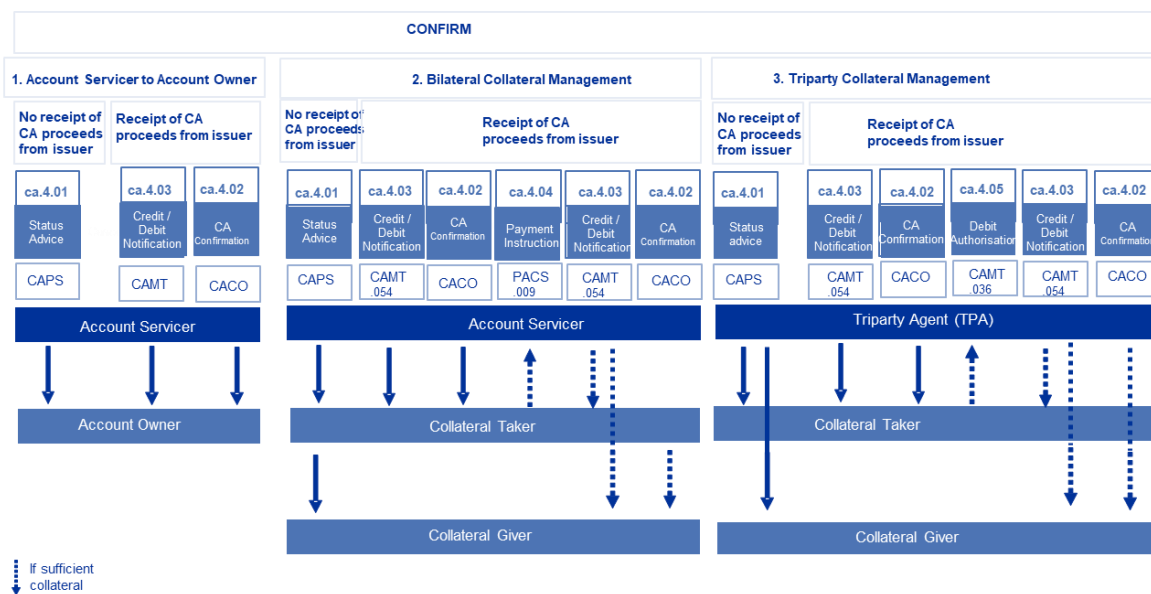 CONFIRM
1. Account Servicer to Account Owner
2. Bilateral Collateral Management
3. Triparty Collateral Management
No receipt of
CA proceeds
from issuer
Receipt of CA
proceeds from issuer
No receipt of
CA proceeds
from issuer
Receipt of CA
proceeds from issuer
No receipt of
CA proceeds
from issuer
Receipt of CA
proceeds from issuer
ca.4.01
ca.4.03
ca.4.02
ca.4.01
ca.4.03
ca.4.02
ca.4.04
ca.4.03
ca.4.02
ca.4.01
ca.4.03
ca.4.02
ca.4.05
ca.4.03
ca.4.02
Status
Advice
Credit /
Debit
Notification
CA
Confirmation
Status
Advice
Credit /
Debit
Notification
CA
Confirmation
Payment
Instruction
Credit /
Debit
Notification
CA
Confirmation
Status
advice
Credit /
Debit
Notification
CA
Confirmation
Debit
Authorisation
Credit /
Debit
Notification
CA
Confirmation
CAPS
CAMT
CACO
CAPS
CAMT
.054
CACO
PACS
.009
CAMT
.054
CACO
CAPS
CAMT
.054
CACO
CAMT
.036
CAMT
.054
CACO
Account Servicer
Account Servicer
Triparty Agent (TPA)
Account Owner
Collateral Taker
Collateral Taker
Collateral Giver
Collateral Giver
If sufficient
collateral